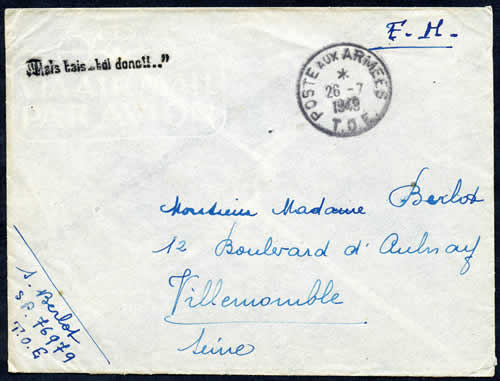 F. M.
"Mais tais-toi donc!!.."
POSTE AUX ARMEES
*
26 - 7
1949
T.O.E.
Monsieur Madame Berlot
12 Boulevard d'Aulnay
Villemomble
Seine
S. Berlot
S.P. 76979
T.O.E